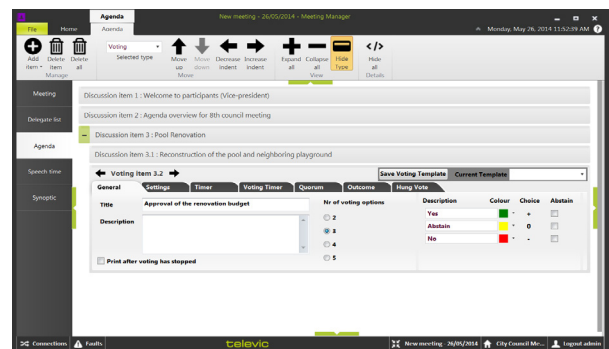 Agenda
New meeting - 26/05/2014 - Meeting Manager
File Home Agenda
Monday, May 26, 2014 11:52:39 AM
Add item Delete item Delete all
Voting
Selected type
Move up Move down Decrease Indent Increase Indent
Expand all Collapse all Hide Type
</>
Hide all
Manage Move View Details
Meeting
Discussion item 1 : Welcome to participants (Vice-president)
Delegate list
Discussion item 2 : Agenda overview for 8th council meeting
Discussion item 3 : Pool Renovation
Agenda
Discussion item 3.1 : Reconstruction of the pool and neighboring playground
Speech time
Voting item 3.2
Save Voting Template Current Template
General Settings Timer Voting Timer Quorum Outcome Hung Vote
Synoptic
Title Approval of the renovation budget
Nr of voting options
Description Colour Choice Abstain
Description
2
3
4
5
Yes +
Abstain 0
No -
Print after voting has stopped
Connections Faults
televic
New meeting - 26/05/2014 City Council Me... Logout admin